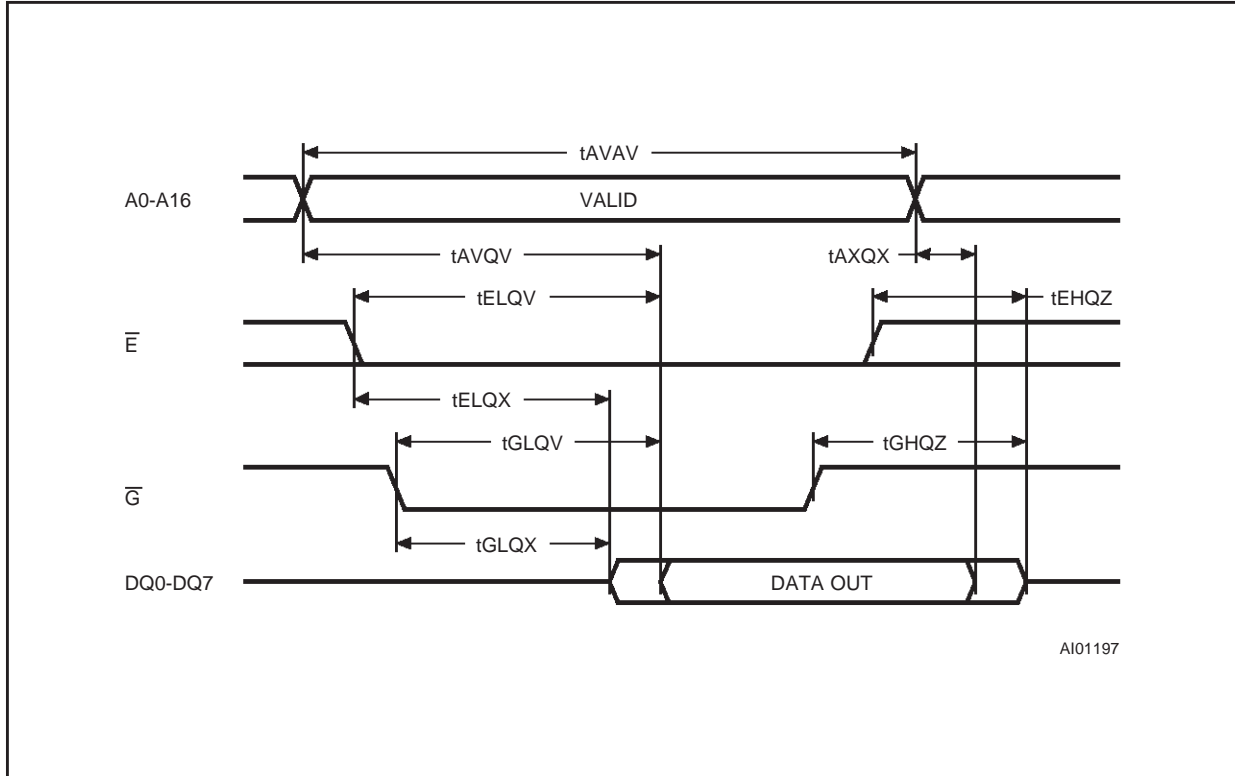 tAVAV
A0-A16
VALID
tAVQV
tAXQX
tELQV
tEHQZ
E̅
tELQX
tGLQV
tGHQZ
G̅
tGLQX
DQ0-DQ7
DATA OUT
AI01197